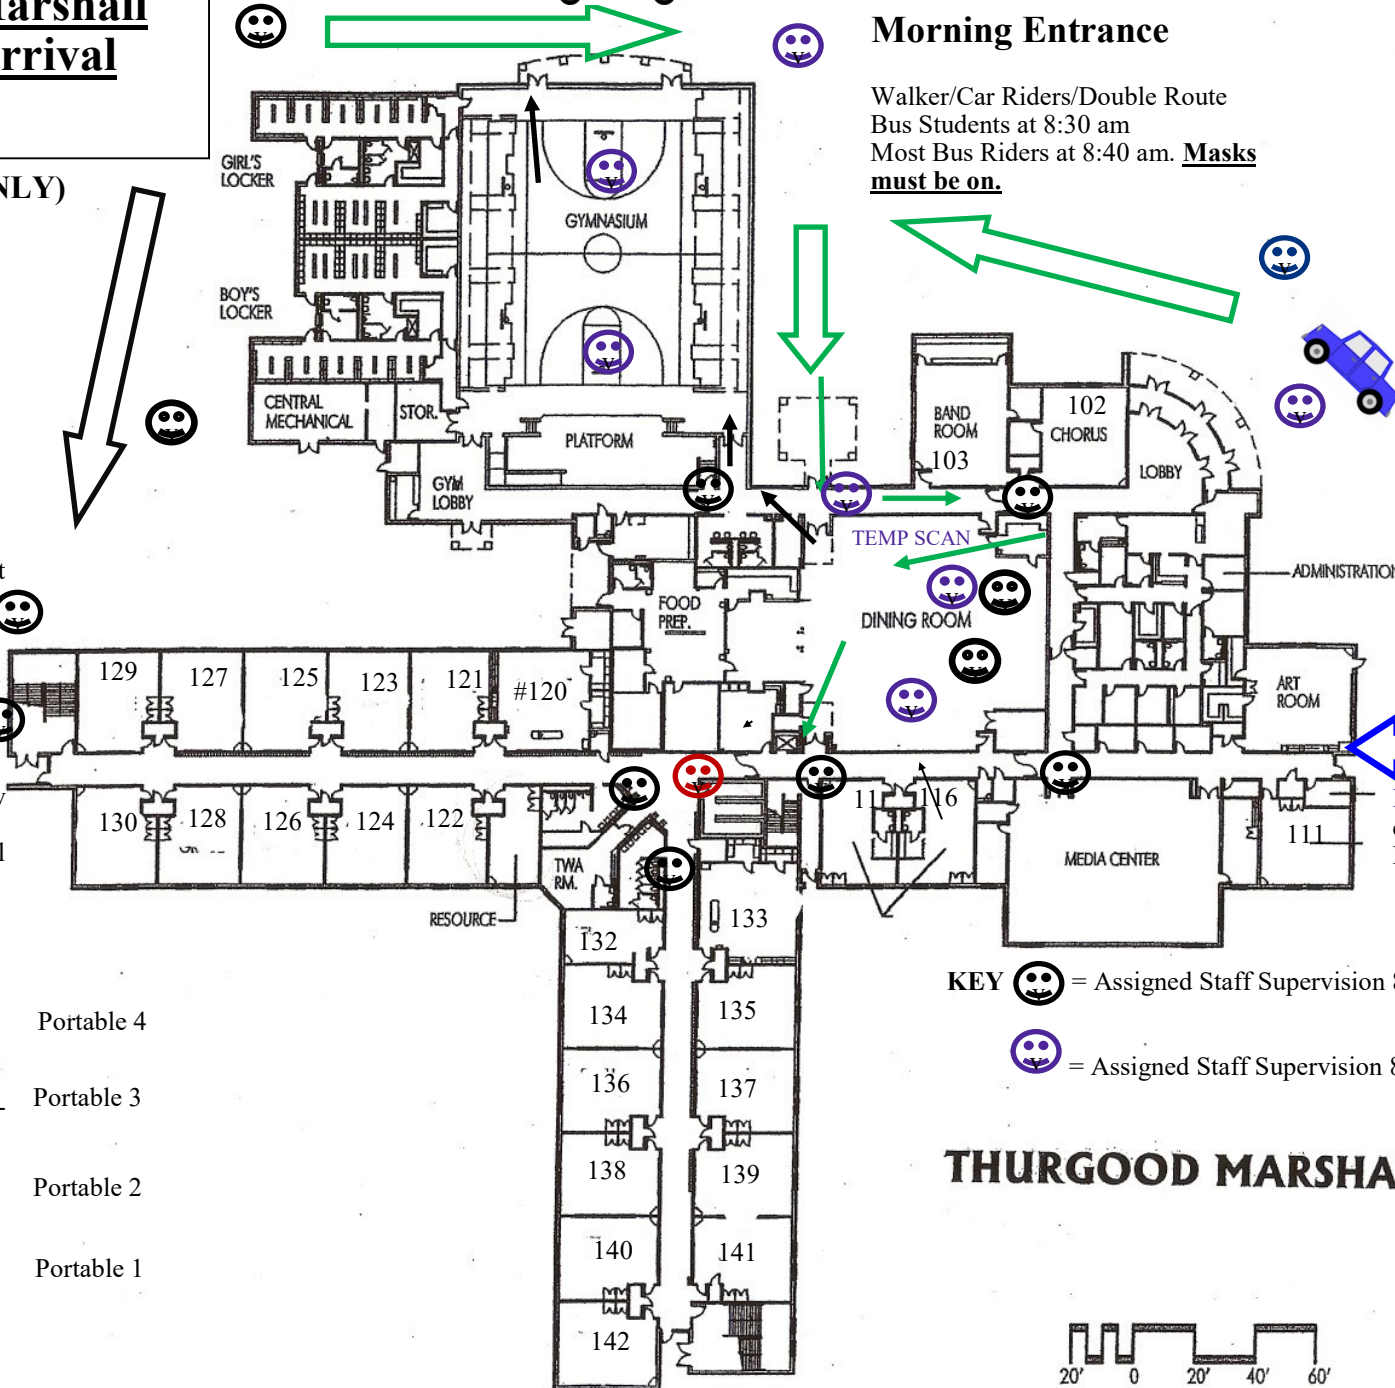 Marshall
Arrival
NLY)
Morning Entrance
Walker/Car Riders/Double Route
Bus Students at 8:30 am
Most Bus Riders at 8:40 am. Masks
must be on.
GIRL'S
LOCKER
GYMNASIUM
BOY'S
LOCKER
CENTRAL
MECHANICAL
STOR.
PLATFORM
GYM
LOBBY
BAND
ROOM
103
102
CHORUS
LOBBY
TEMP SCAN
ADMINISTRATION
FOOD
PREP.
DINING ROOM
ART
ROOM
129
127
125
123
121
#120
130
128
126
124
122
TWA
RM.
RESOURCE
11
116
MEDIA CENTER
111
133
132
134
135
136
137
138
139
140
141
142
Portable 4
Portable 3
Portable 2
Portable 1
KEY = Assigned Staff Supervision 8
= Assigned Staff Supervision 8
THURGOOD MARSHA
20' 0 20' 40' 60'